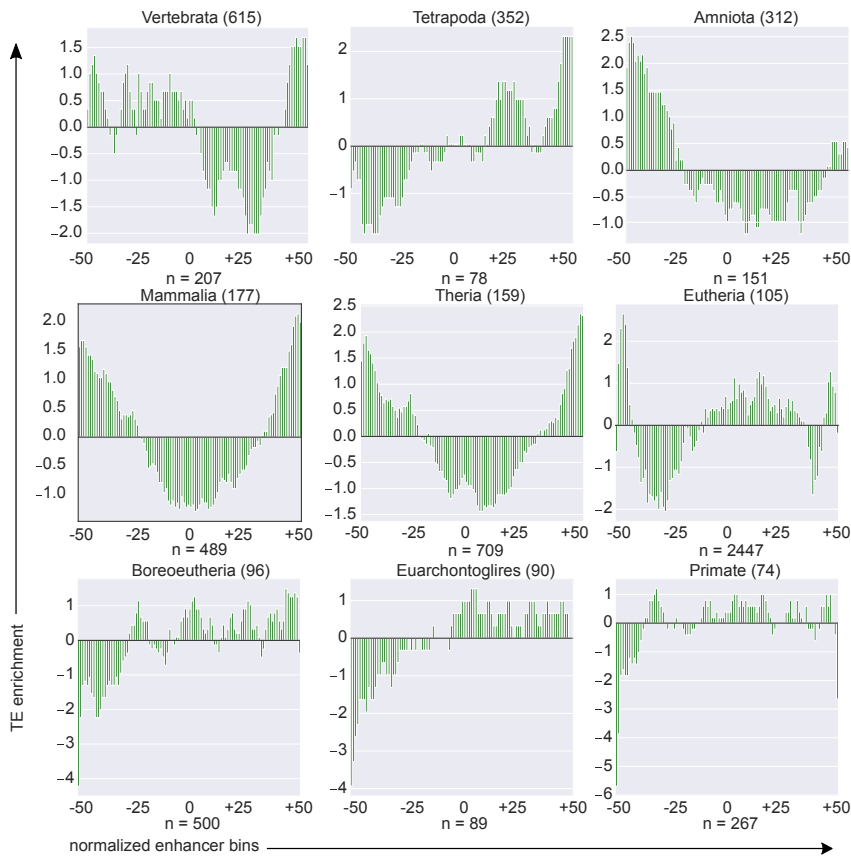 Vertebrata (615)
Tetrapoda (352)
Amniota (312)
1.5
1.0
0.5
0.0
−0.5
−1.0
−1.5
−2.0
2
1
0
−1
2.5
2.0
1.5
1.0
0.5
0.0
−0.5
−1.0
-50 -25 0 +25 +50
-50 -25 0 +25 +50
-50 -25 0 +25 +50
n = 207
n = 78
n = 151
Mammalia (177)
Theria (159)
Eutheria (105)
2.0
1.5
1.0
0.5
0.0
−0.5
−1.0
2.5
2.0
1.5
1.0
0.5
0.0
−0.5
−1.0
−1.5
2
1
0
−1
−2
-50 -25 0 +25 +50
-50 -25 0 +25 +50
-50 -25 0 +25 +50
n = 489
n = 709
n = 2447
Boreoeutheria (96)
Euarchontoglires (90)
Primate (74)
1
0
−1
−2
−3
−4
1
0
−1
−2
−3
−4
1
0
−1
−2
−3
−4
−5
−6
-50 -25 0 +25 +50
-50 -25 0 +25 +50
-50 -25 0 +25 +50
n = 500
n = 89
n = 267
TE enrichment
normalized enhancer bins